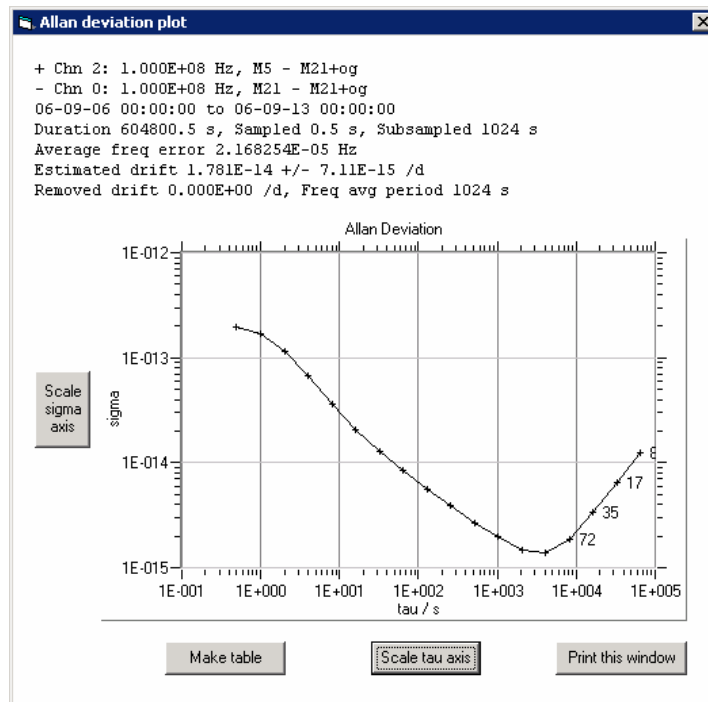 Allan deviation plot
+ Chn 2: 1.000E+08 Hz, M5 - M21+og
- Chn 0: 1.000E+08 Hz, M21 - M21+og
06-09-06 00:00:00 to 06-09-13 00:00:00
Duration 604800.5 s, Sampled 0.5 s, Subsampled 1024 s
Average freq error 2.168254E-05 Hz
Estimated drift 1.781E-14 +/- 7.11E-15 /d
Removed drift 0.000E+00 /d, Freq avg period 1024 s
Allan Deviation
1E-012
1E-013
1E-014
1E-015
Scale
sigma
axis
sigma
8
17
35
72
1E-001 1E+000 1E+001 1E+002 1E+003 1E+004 1E+005
tau / s
Make table
Scale tau axis
Print this window